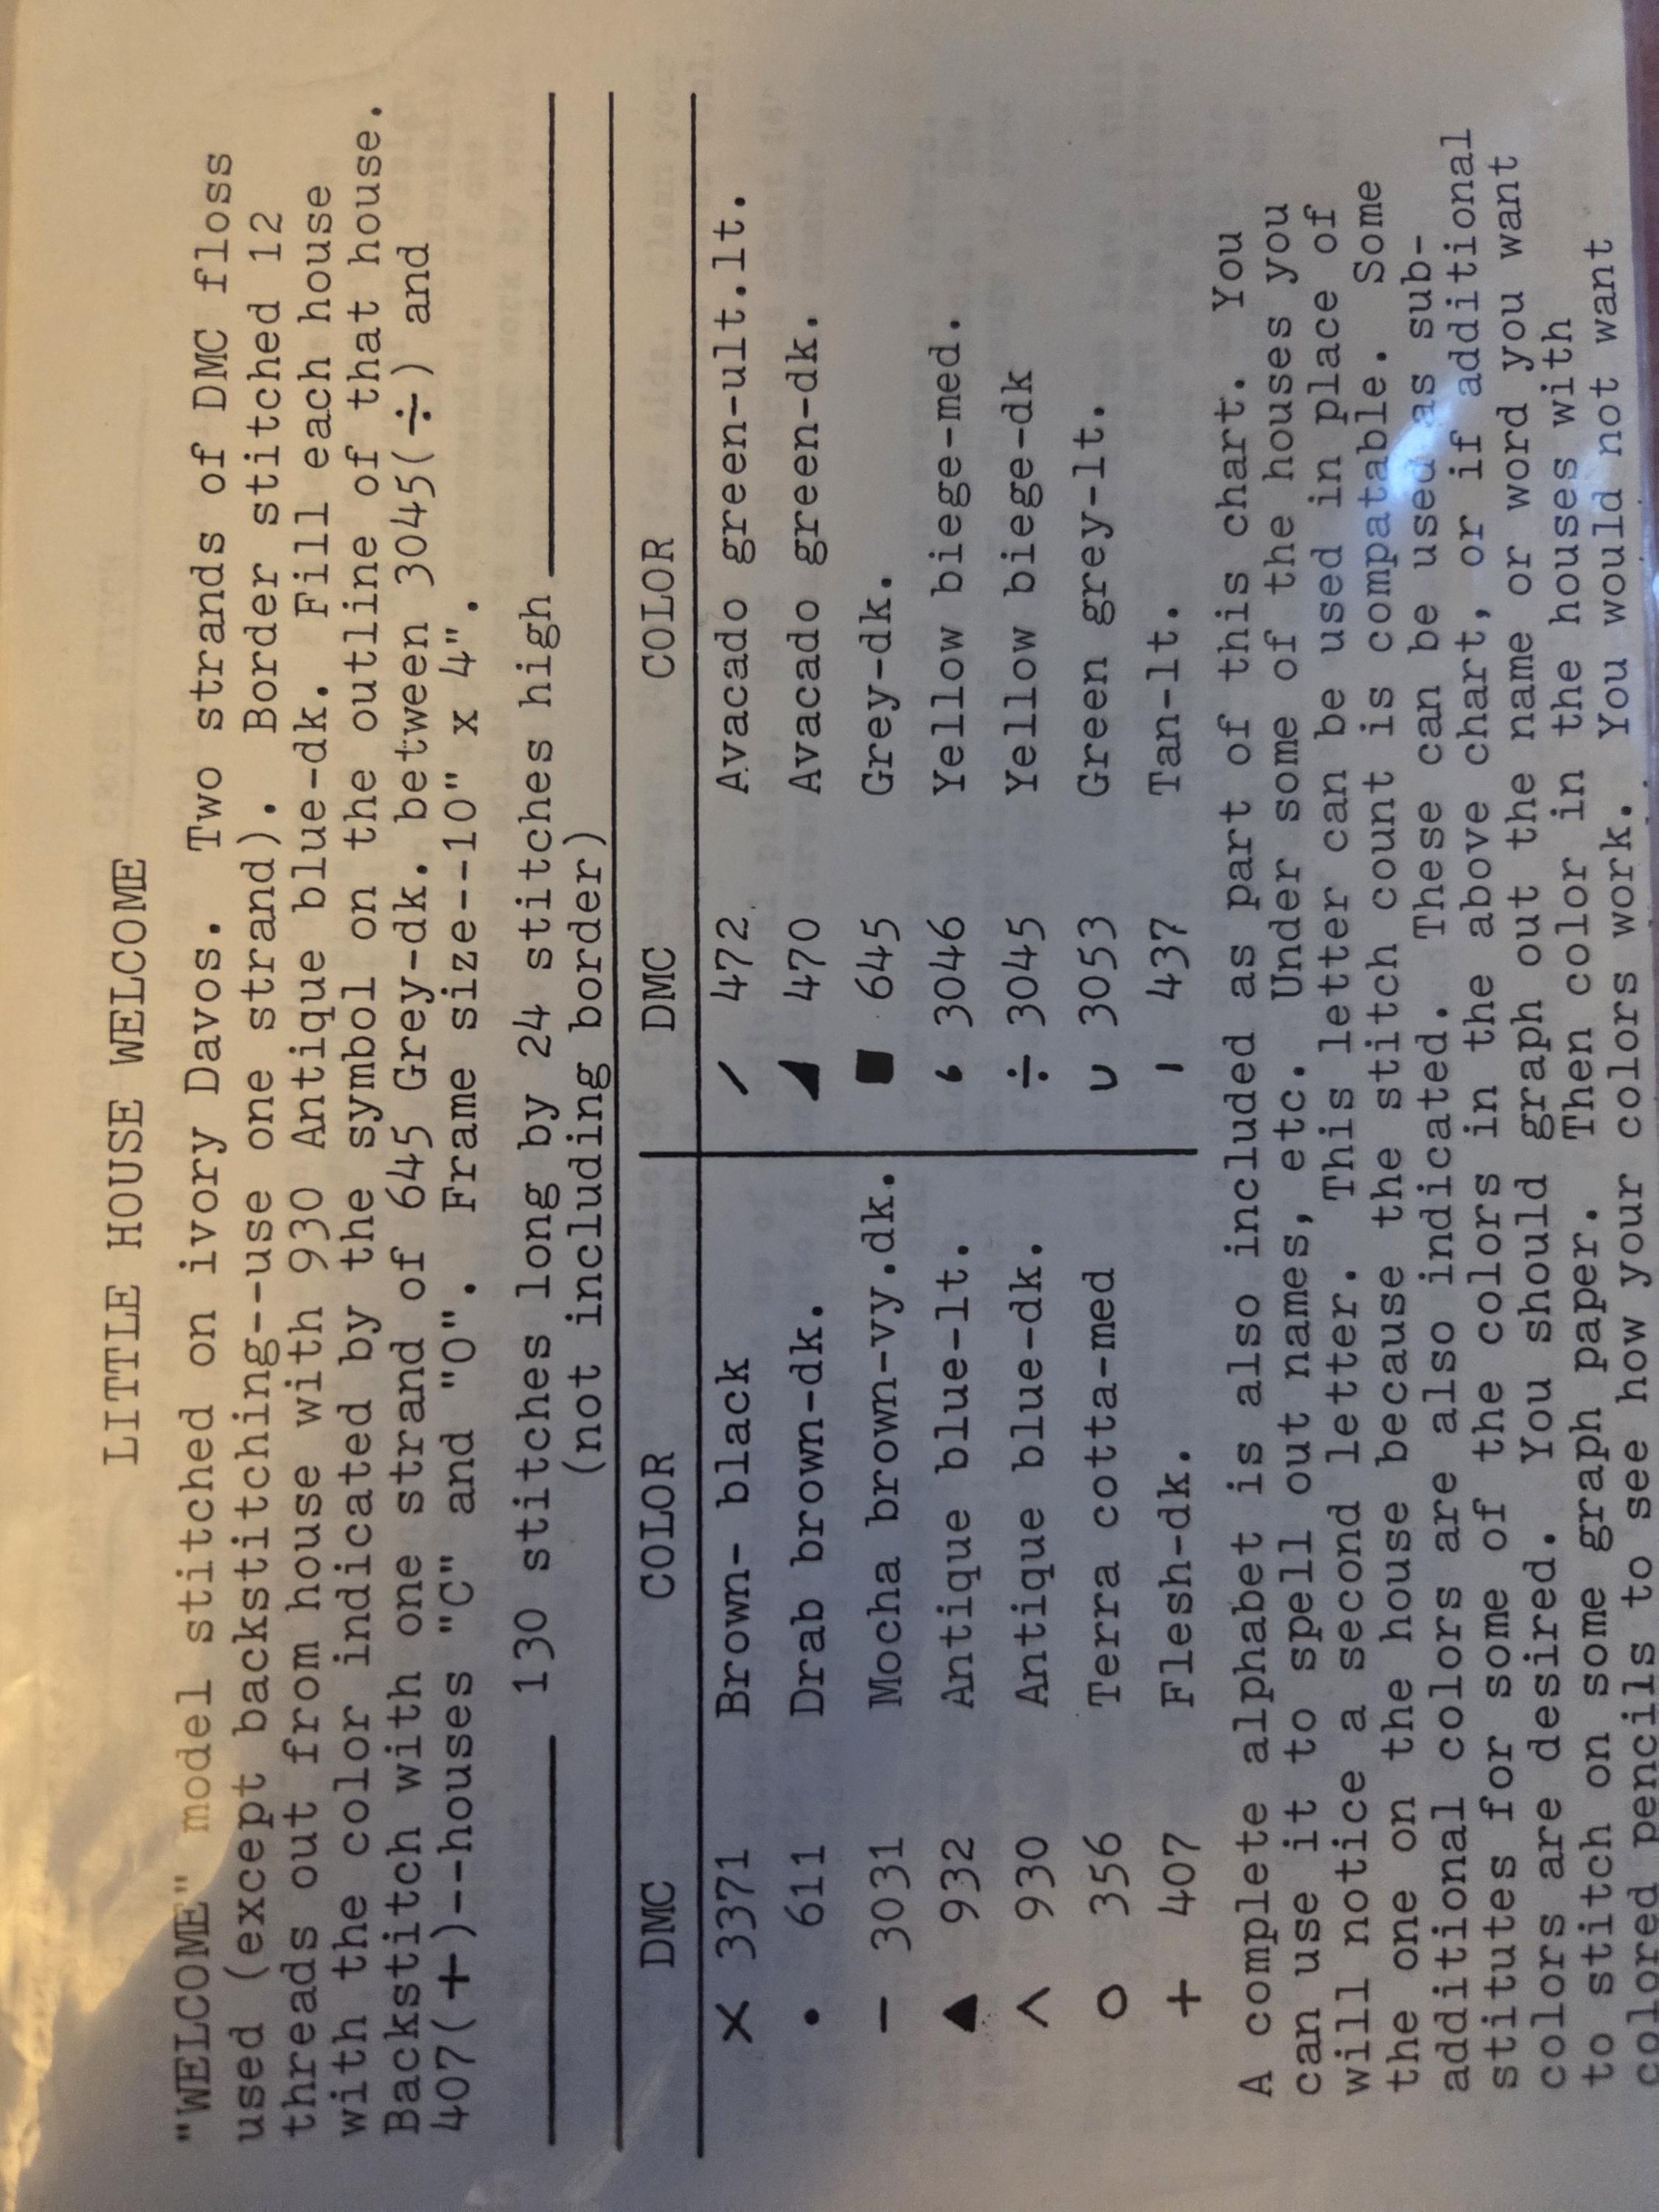 LITTLE HOUSE WELCOME
"WELCOME" model stitched on ivory Davos. Two strands of DMC floss
used (except backstitching--use one strand). Border stitched 12
threads out from house with 930 Antique blue-dk. Fill each house
with the color indicated by the symbol on the outline of that house.
Backstitch with one strand of 645 Grey-dk. between 3045(÷) and
407(+)--houses "C" and "O". Frame size--10" x 4".
130 stitches long by 24 stitches high
(not including border)
DMC COLOR DMC COLOR
x 3371 Brown- black / 472 Avacado green-ult.lt.
• 611 Drab brown-dk. ◢ 470 Avacado green-dk.
– 3031 Mocha brown-vy.dk. ■ 645 Grey-dk.
▲ 932 Antique blue-lt. ❛ 3046 Yellow biege-med.
^ 930 Antique blue-dk. ÷ 3045 Yellow biege-dk
o 356 Terra cotta-med ᴗ 3053 Green grey-lt.
+ 407 Flesh-dk. ı 437 Tan-lt.
A complete alphabet is also included as part of this chart. You
can use it to spell out names, etc. Under some of the houses you
will notice a second letter. This letter can be used in place of
the one on the house because the stitch count is compatable. Some
additional colors are also indicated. These can be used as sub-
stitutes for some of the colors in the above chart, or if additional
colors are desired. You should graph out the name or word you want
to stitch on some graph paper. Then color in the houses with
colored pencils to see how your colors work. You would not want